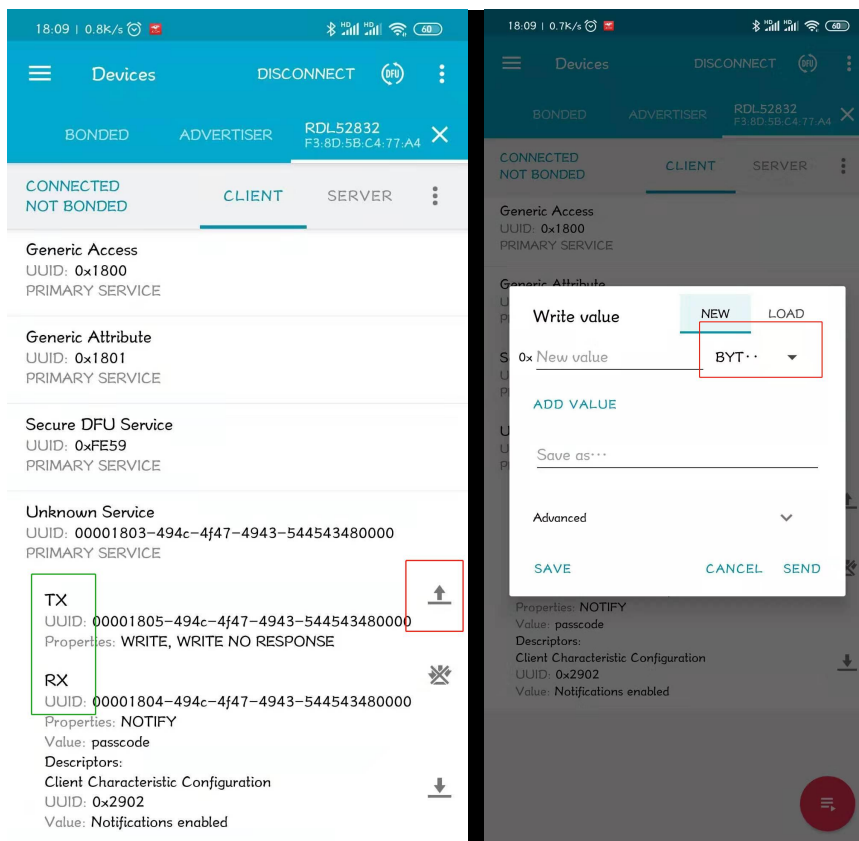 18:09 | 0.8K/s
HD HD 60
Devices DISCONNECT DFU
BONDED ADVERTISER RDL52832
F3:8D:5B:C4:77:A4
CONNECTED
NOT BONDED CLIENT SERVER
Generic Access
UUID: 0x1800
PRIMARY SERVICE
Generic Attribute
UUID: 0x1801
PRIMARY SERVICE
Secure DFU Service
UUID: 0xFE59
PRIMARY SERVICE
Unknown Service
UUID: 00001803-494c-4f47-4943-544543480000
PRIMARY SERVICE
TX
UUID: 00001805-494c-4f47-4943-544543480000
Properties: WRITE, WRITE NO RESPONSE
RX
UUID: 00001804-494c-4f47-4943-544543480000
Properties: NOTIFY
Value: passcode
Descriptors:
Client Characteristic Configuration
UUID: 0x2902
Value: Notifications enabled
18:09 | 0.7K/s
HD HD 60
Devices DISCONNECT DFU
BONDED ADVERTISER RDL52832
F3:8D:5B:C4:77:A4
CONNECTED
NOT BONDED CLIENT SERVER
Generic Access
UUID: 0x1800
PRIMARY SERVICE
Generic Attribute
Write value NEW LOAD
0x New value BYT··
ADD VALUE
Save as···
Advanced
SAVE CANCEL SEND
Properties: NOTIFY
Value: passcode
Descriptors:
Client Characteristic Configuration
UUID: 0x2902
Value: Notifications enabled